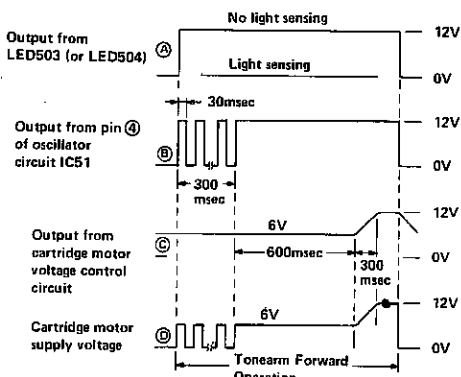 No light sensing
12V
Output from
LED503 (or LED504)
Ⓐ
Light sensing
0V
30msec
12V
Output from pin ④
of oscillator
circuit IC51
Ⓑ
0V
300
msec
12V
6V
Output from
cartridge motor
voltage control
circuit
Ⓒ
600msec
300
msec
0V
12V
6V
Cartridge motor
supply voltage
Ⓓ
0V
Tonearm Forward
Operation